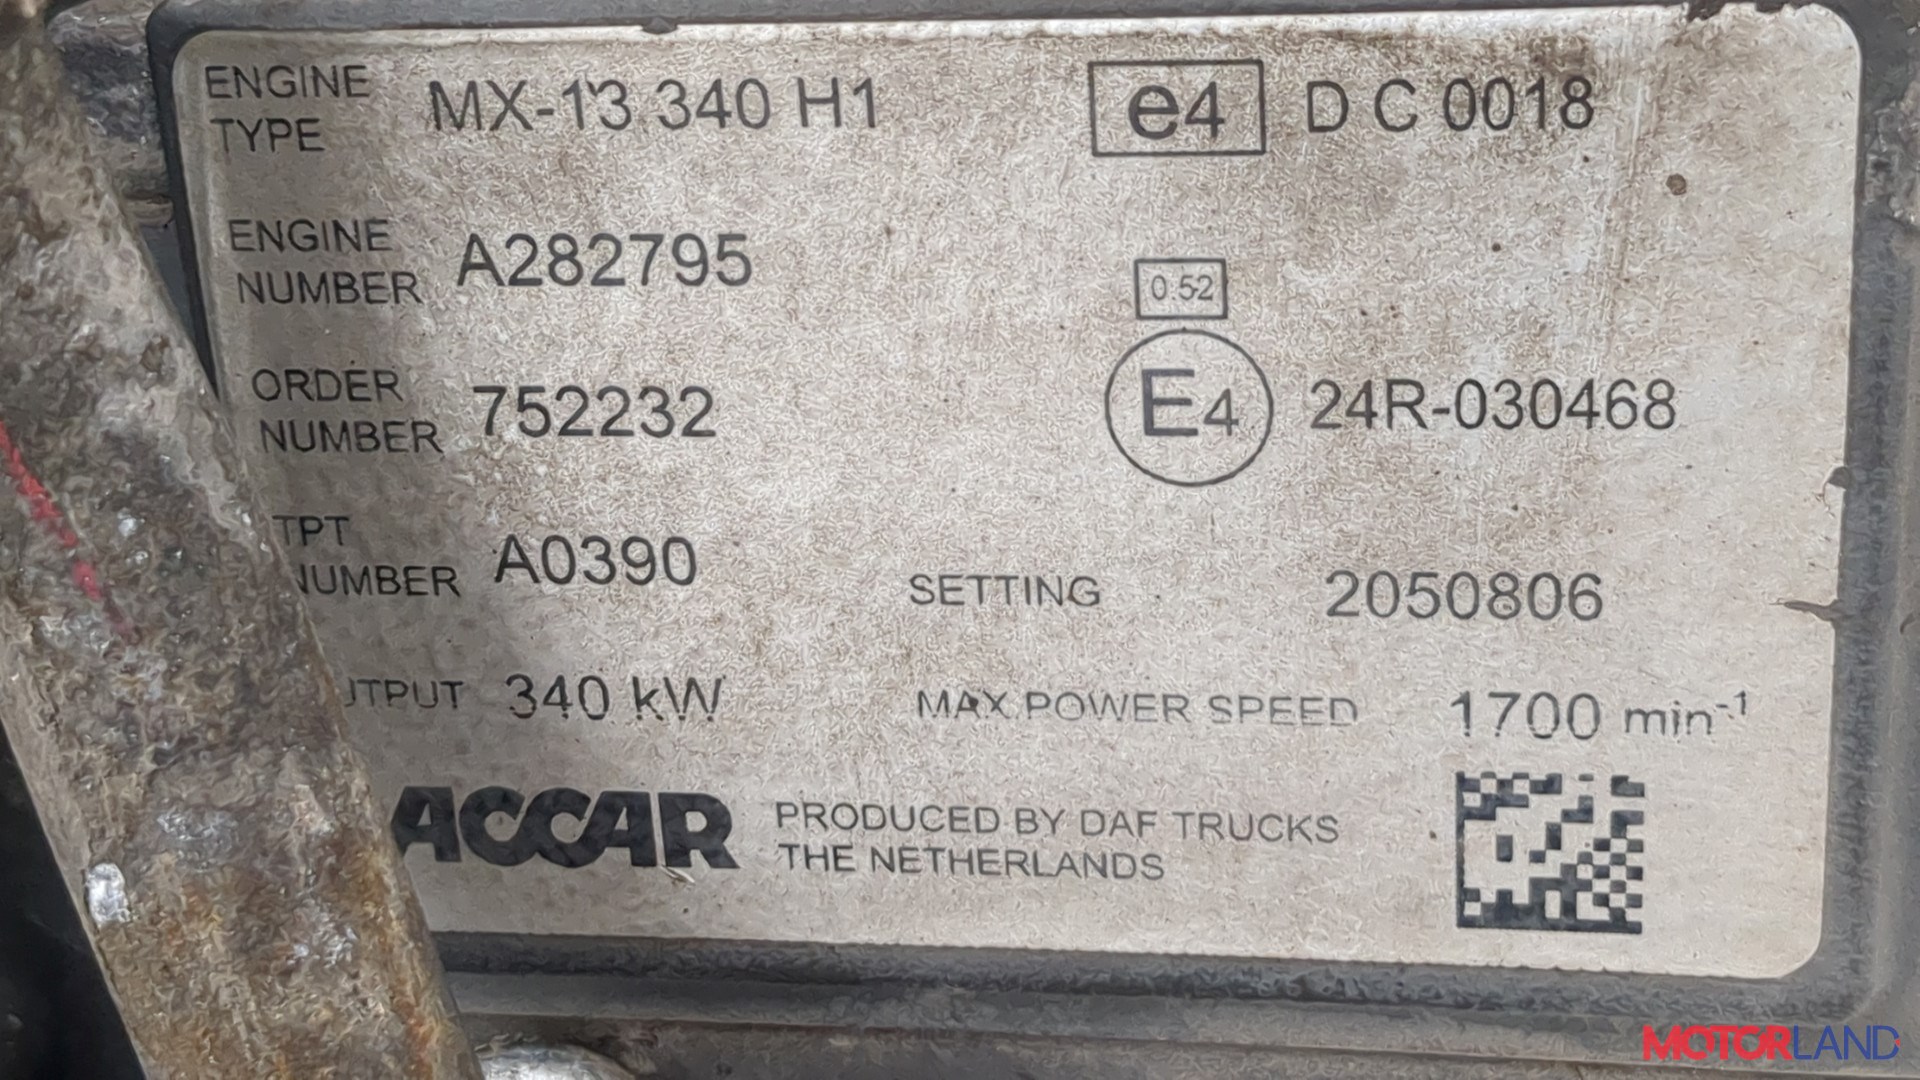 ENGINE TYPE MX-13 340 H1 e4 D C 0018
ENGINE NUMBER A282795
0.52
ORDER NUMBER 752232 E4 24R-030468
TPT NUMBER A0390 SETTING 2050806
UTPUT 340 kW MAX POWER SPEED 1700 min-1
ACCAR PRODUCED BY DAF TRUCKS
THE NETHERLANDS
MOTORLAND